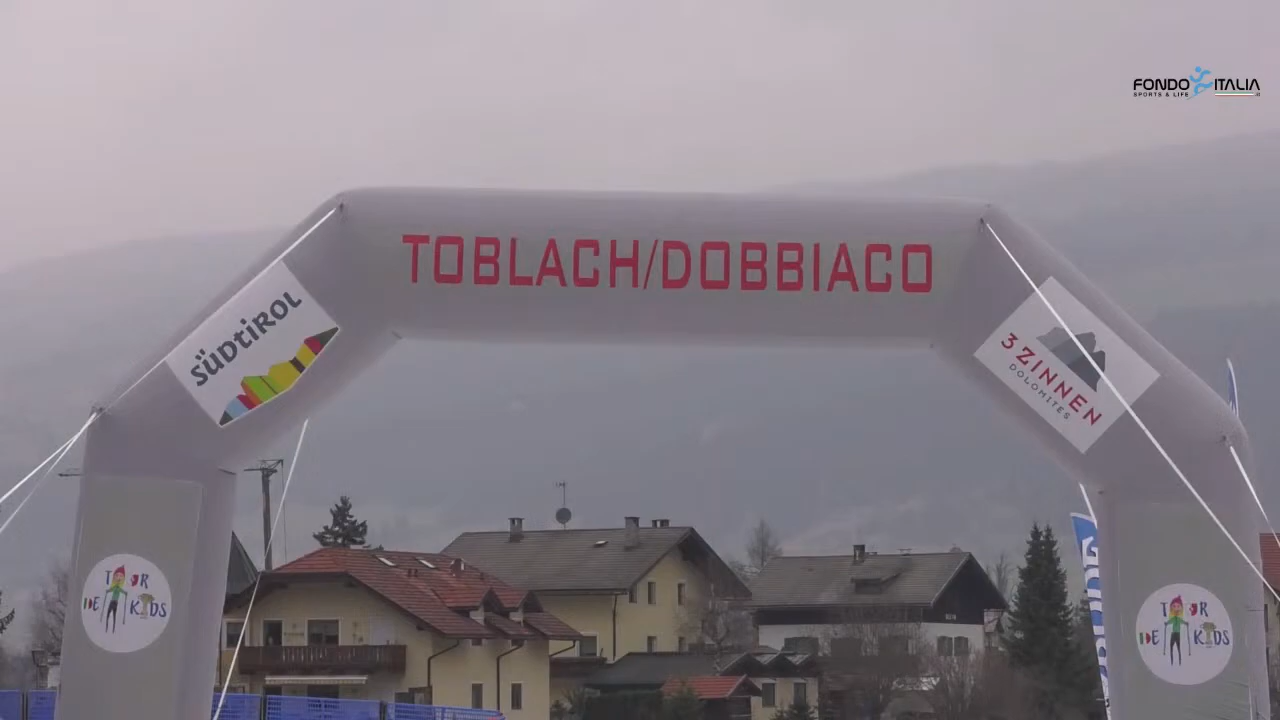 FONDO ITALIA
SPORTS & LIFE
TOBLACH/DOBBIACO
SÜDTIROL
3 ZINNEN
DOLOMITES
TOUR
DE KIDS
TOUR
DE KIDS